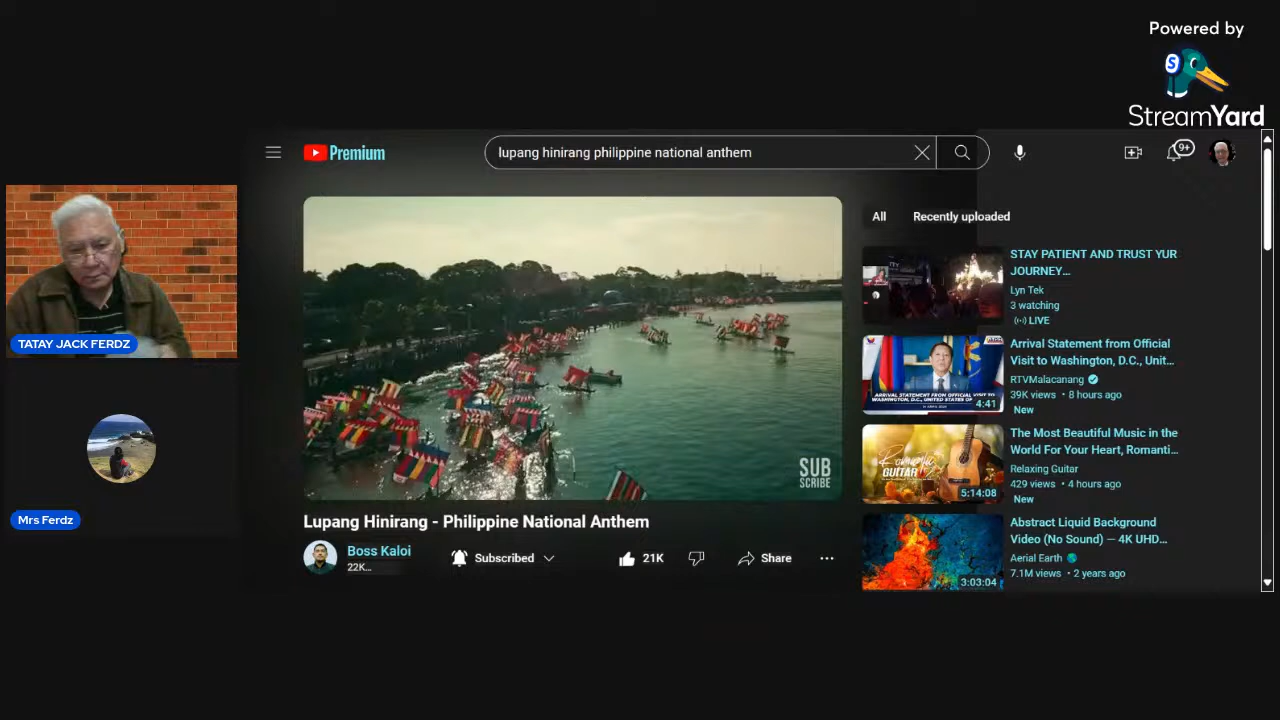 Powered by
StreamYard
Premium
lupang hinirang philippine national anthem
9+
TATAY JACK FERDZ
Mrs Ferdz
SUB
SCRIBE
Lupang Hinirang - Philippine National Anthem
Boss Kaloi
22K...
Subscribed
21K
Share
All
Recently uploaded
STAY PATIENT AND TRUST YUR
JOURNEY...
Lyn Tek
3 watching
LIVE
Arrival Statement from Official
Visit to Washington, D.C., Unit...
RTVMalacanang
39K views • 8 hours ago
New
4:41
The Most Beautiful Music in the
World For Your Heart, Romanti...
Relaxing Guitar
429 views • 4 hours ago
New
Romantic
GUITAR
5:14:08
Abstract Liquid Background
Video (No Sound) — 4K UHD...
Aerial Earth
7.1M views • 2 years ago
3:03:04